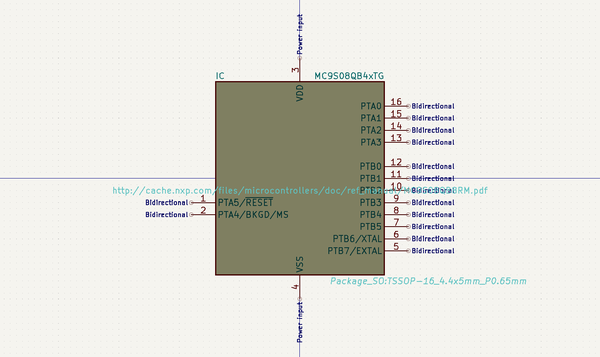 Power input
3
IC MC9S08QB4xTG
VDD
PTA0 16 Bidirectional
PTA1 15 Bidirectional
PTA2 14 Bidirectional
PTA3 13 Bidirectional
PTB0 12 Bidirectional
PTB1 11 Bidirectional
PTB2 10 Bidirectional
http://cache.nxp.com/files/microcontrollers/doc/ref_
RM.pdf
Bidirectional 1 PTA5/RESET
PTB3 9 Bidirectional
Bidirectional 2 PTA4/BKGD/MS
PTB4 8 Bidirectional
PTB5 7 Bidirectional
PTB6/XTAL 6 Bidirectional
PTB7/EXTAL 5 Bidirectional
VSS
Package_SO:TSSOP-16_4.4x5mm_P0.65mm
4
Power input